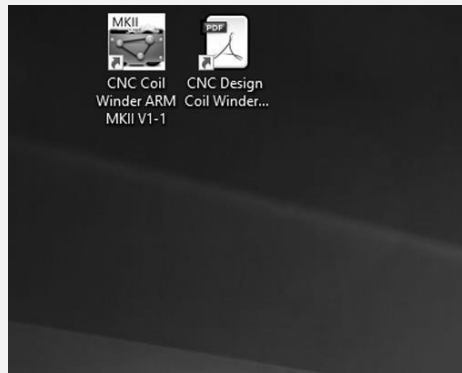 MKII
PDF
CNC Coil
Winder ARM
MKII V1-1
CNC Design
Coil Winder...